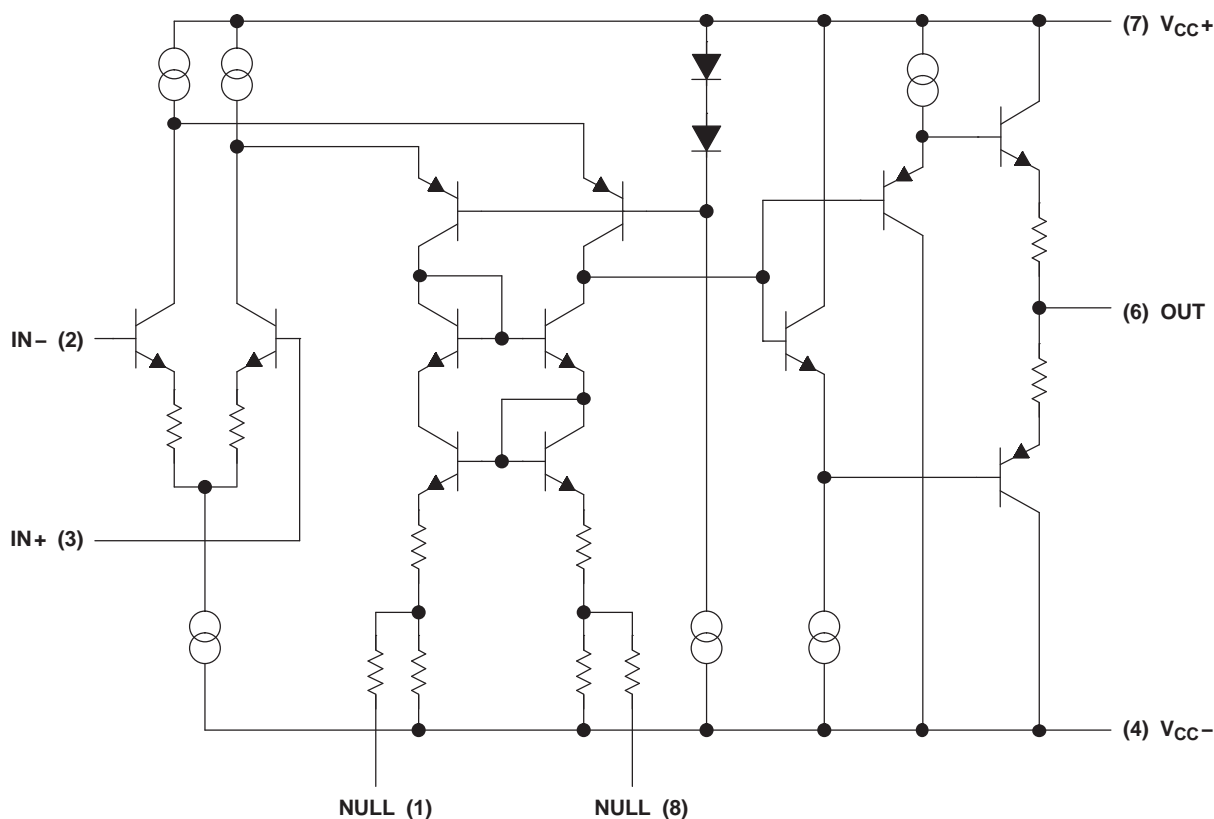 (7) VCC+
IN− (2)
(6) OUT
IN+ (3)
(4) VCC−
NULL (1)
NULL (8)